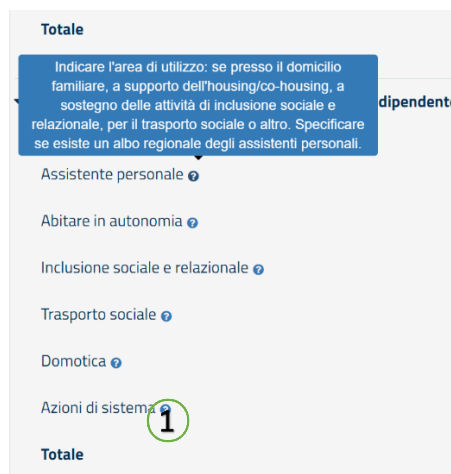 Totale
Indicare l'area di utilizzo: se presso il domicilio
familiare, a supporto dell'housing/co-housing, a
sostegno delle attività di inclusione sociale e
relazionale, per il trasporto sociale o altro. Specificare
se esiste un albo regionale degli assistenti personali.
dipendente
Assistente personale ?
Abitare in autonomia ?
Inclusione sociale e relazionale ?
Trasporto sociale ?
Domotica ?
Azioni di sistema
1
Totale